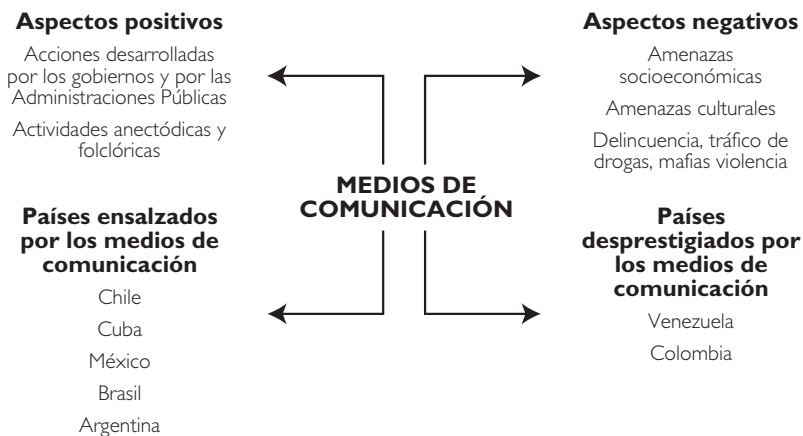 Aspectos positivos
Acciones desarrolladas
por los gobiernos y por las
Administraciones Públicas
Actividades anectódicas y
folclóricas
Aspectos negativos
Amenazas
socioeconómicas
Amenazas culturales
Delincuencia, tráfico de
drogas, mafias violencia
MEDIOS DE
COMUNICACIÓN
Países ensalzados
por los medios de
comunicación
Chile
Cuba
México
Brasil
Argentina
Países
desprestigiados por
los medios de
comunicación
Venezuela
Colombia